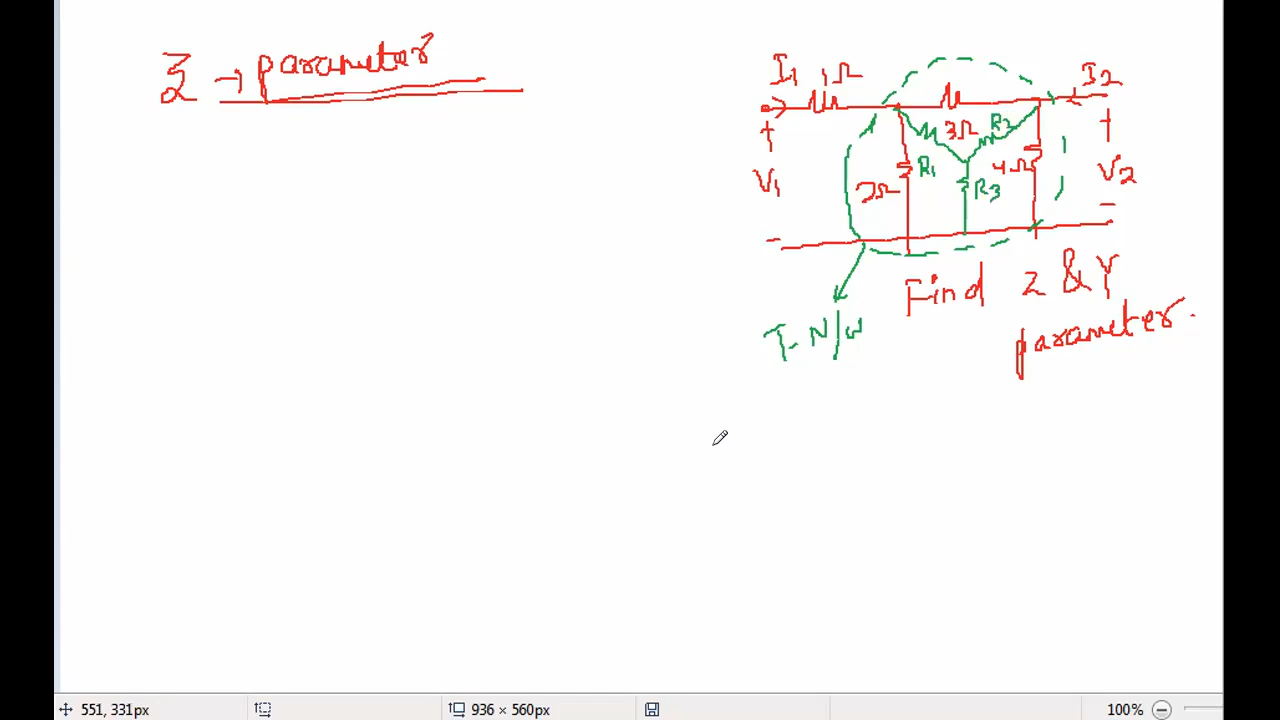 Z → parameter
I1 1Ω I2
+ 3Ω R2 +
V1 2Ω R1 R3 4Ω V2
- -
Find Z & Y
T-N/W parameter.
551, 331px 936 × 560px 100%